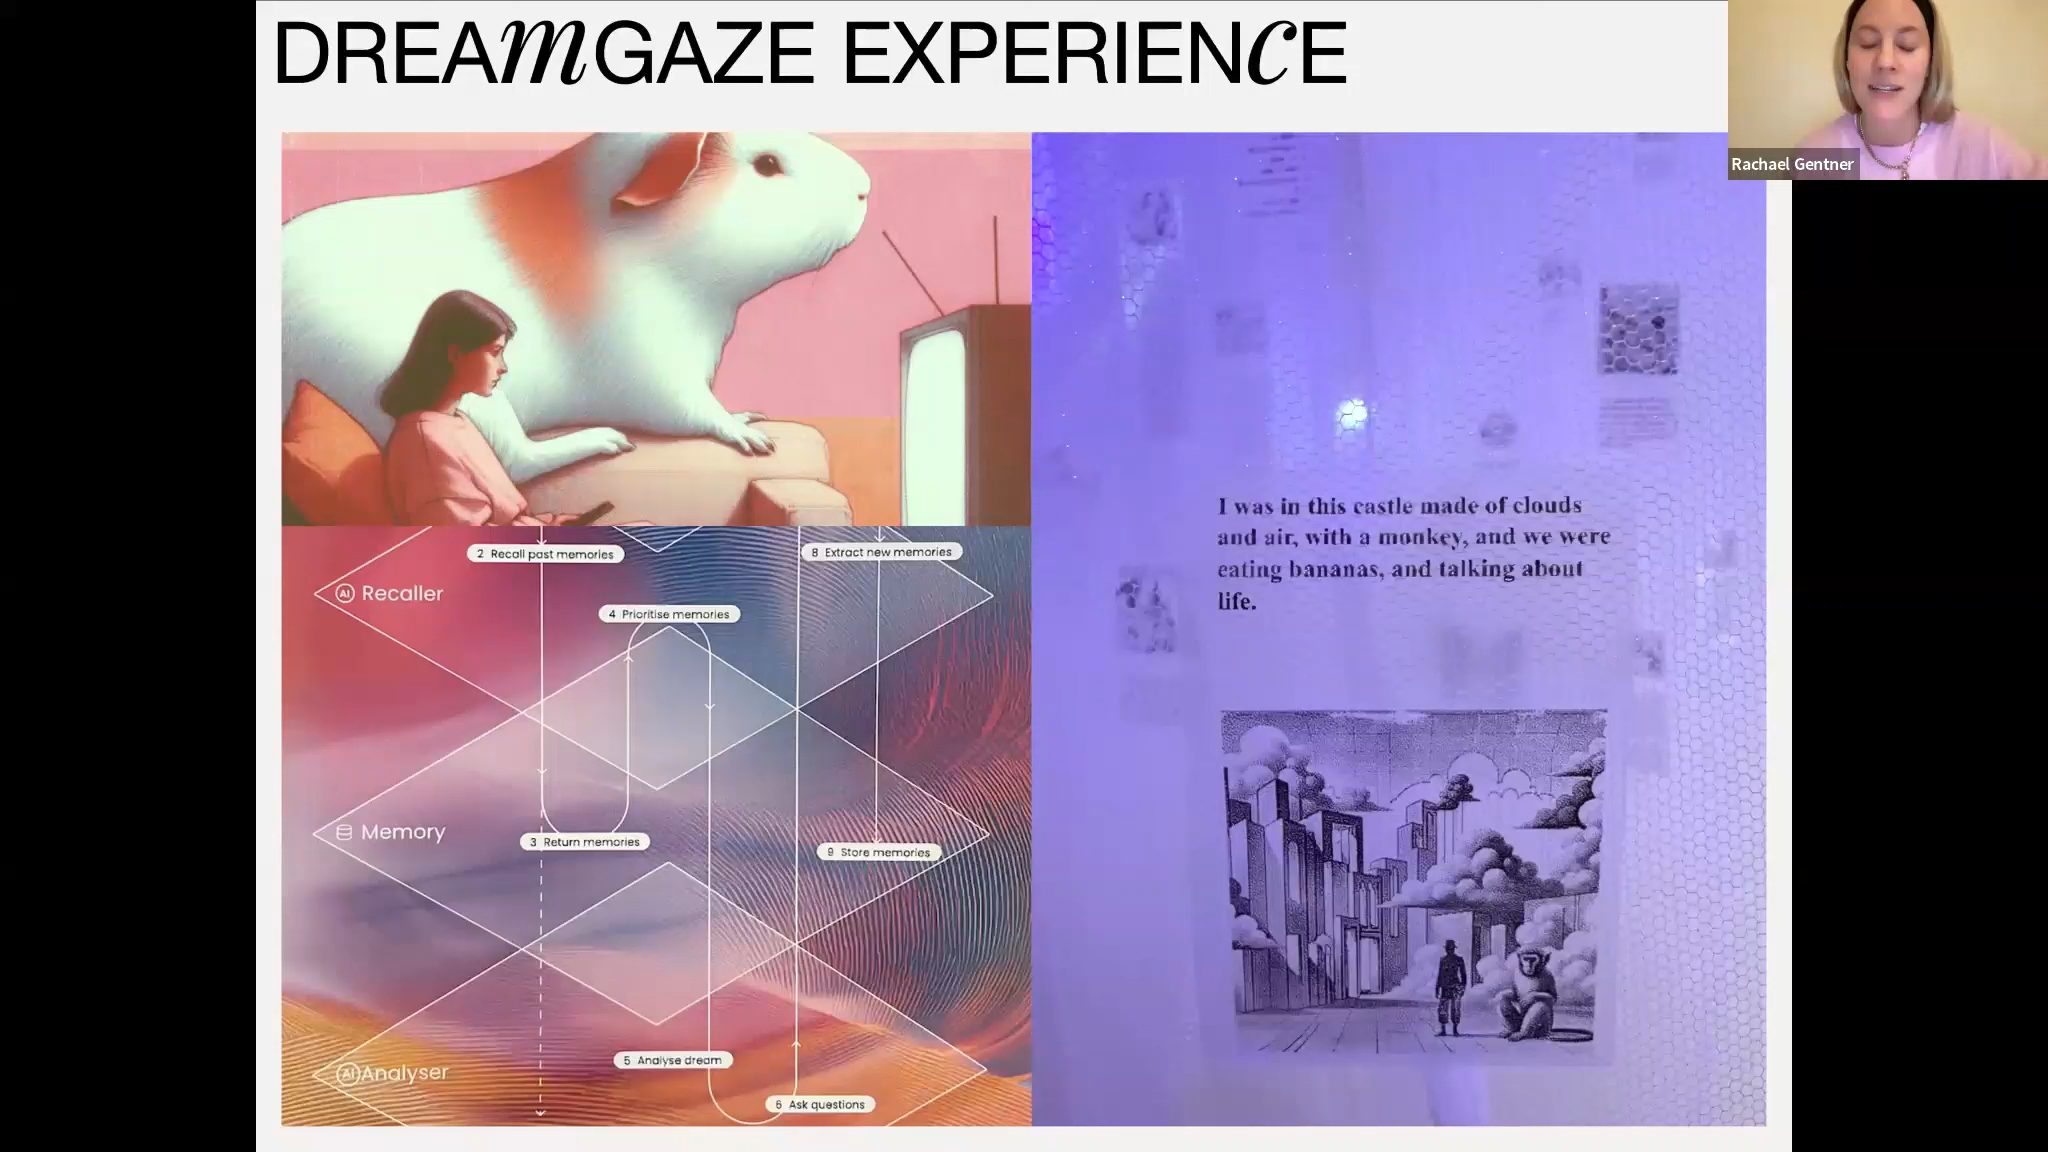 DREAMGAZE EXPERIENCE
Rachael Gentner
2 Recall past memories
8 Extract new memories
AI Recaller
4 Prioritise memories
Memory
3 Return memories
9 Store memories
5 Analyse dream
AI Analyser
6 Ask questions
I was in this castle made of clouds
and air, with a monkey, and we were
eating bananas, and talking about
life.